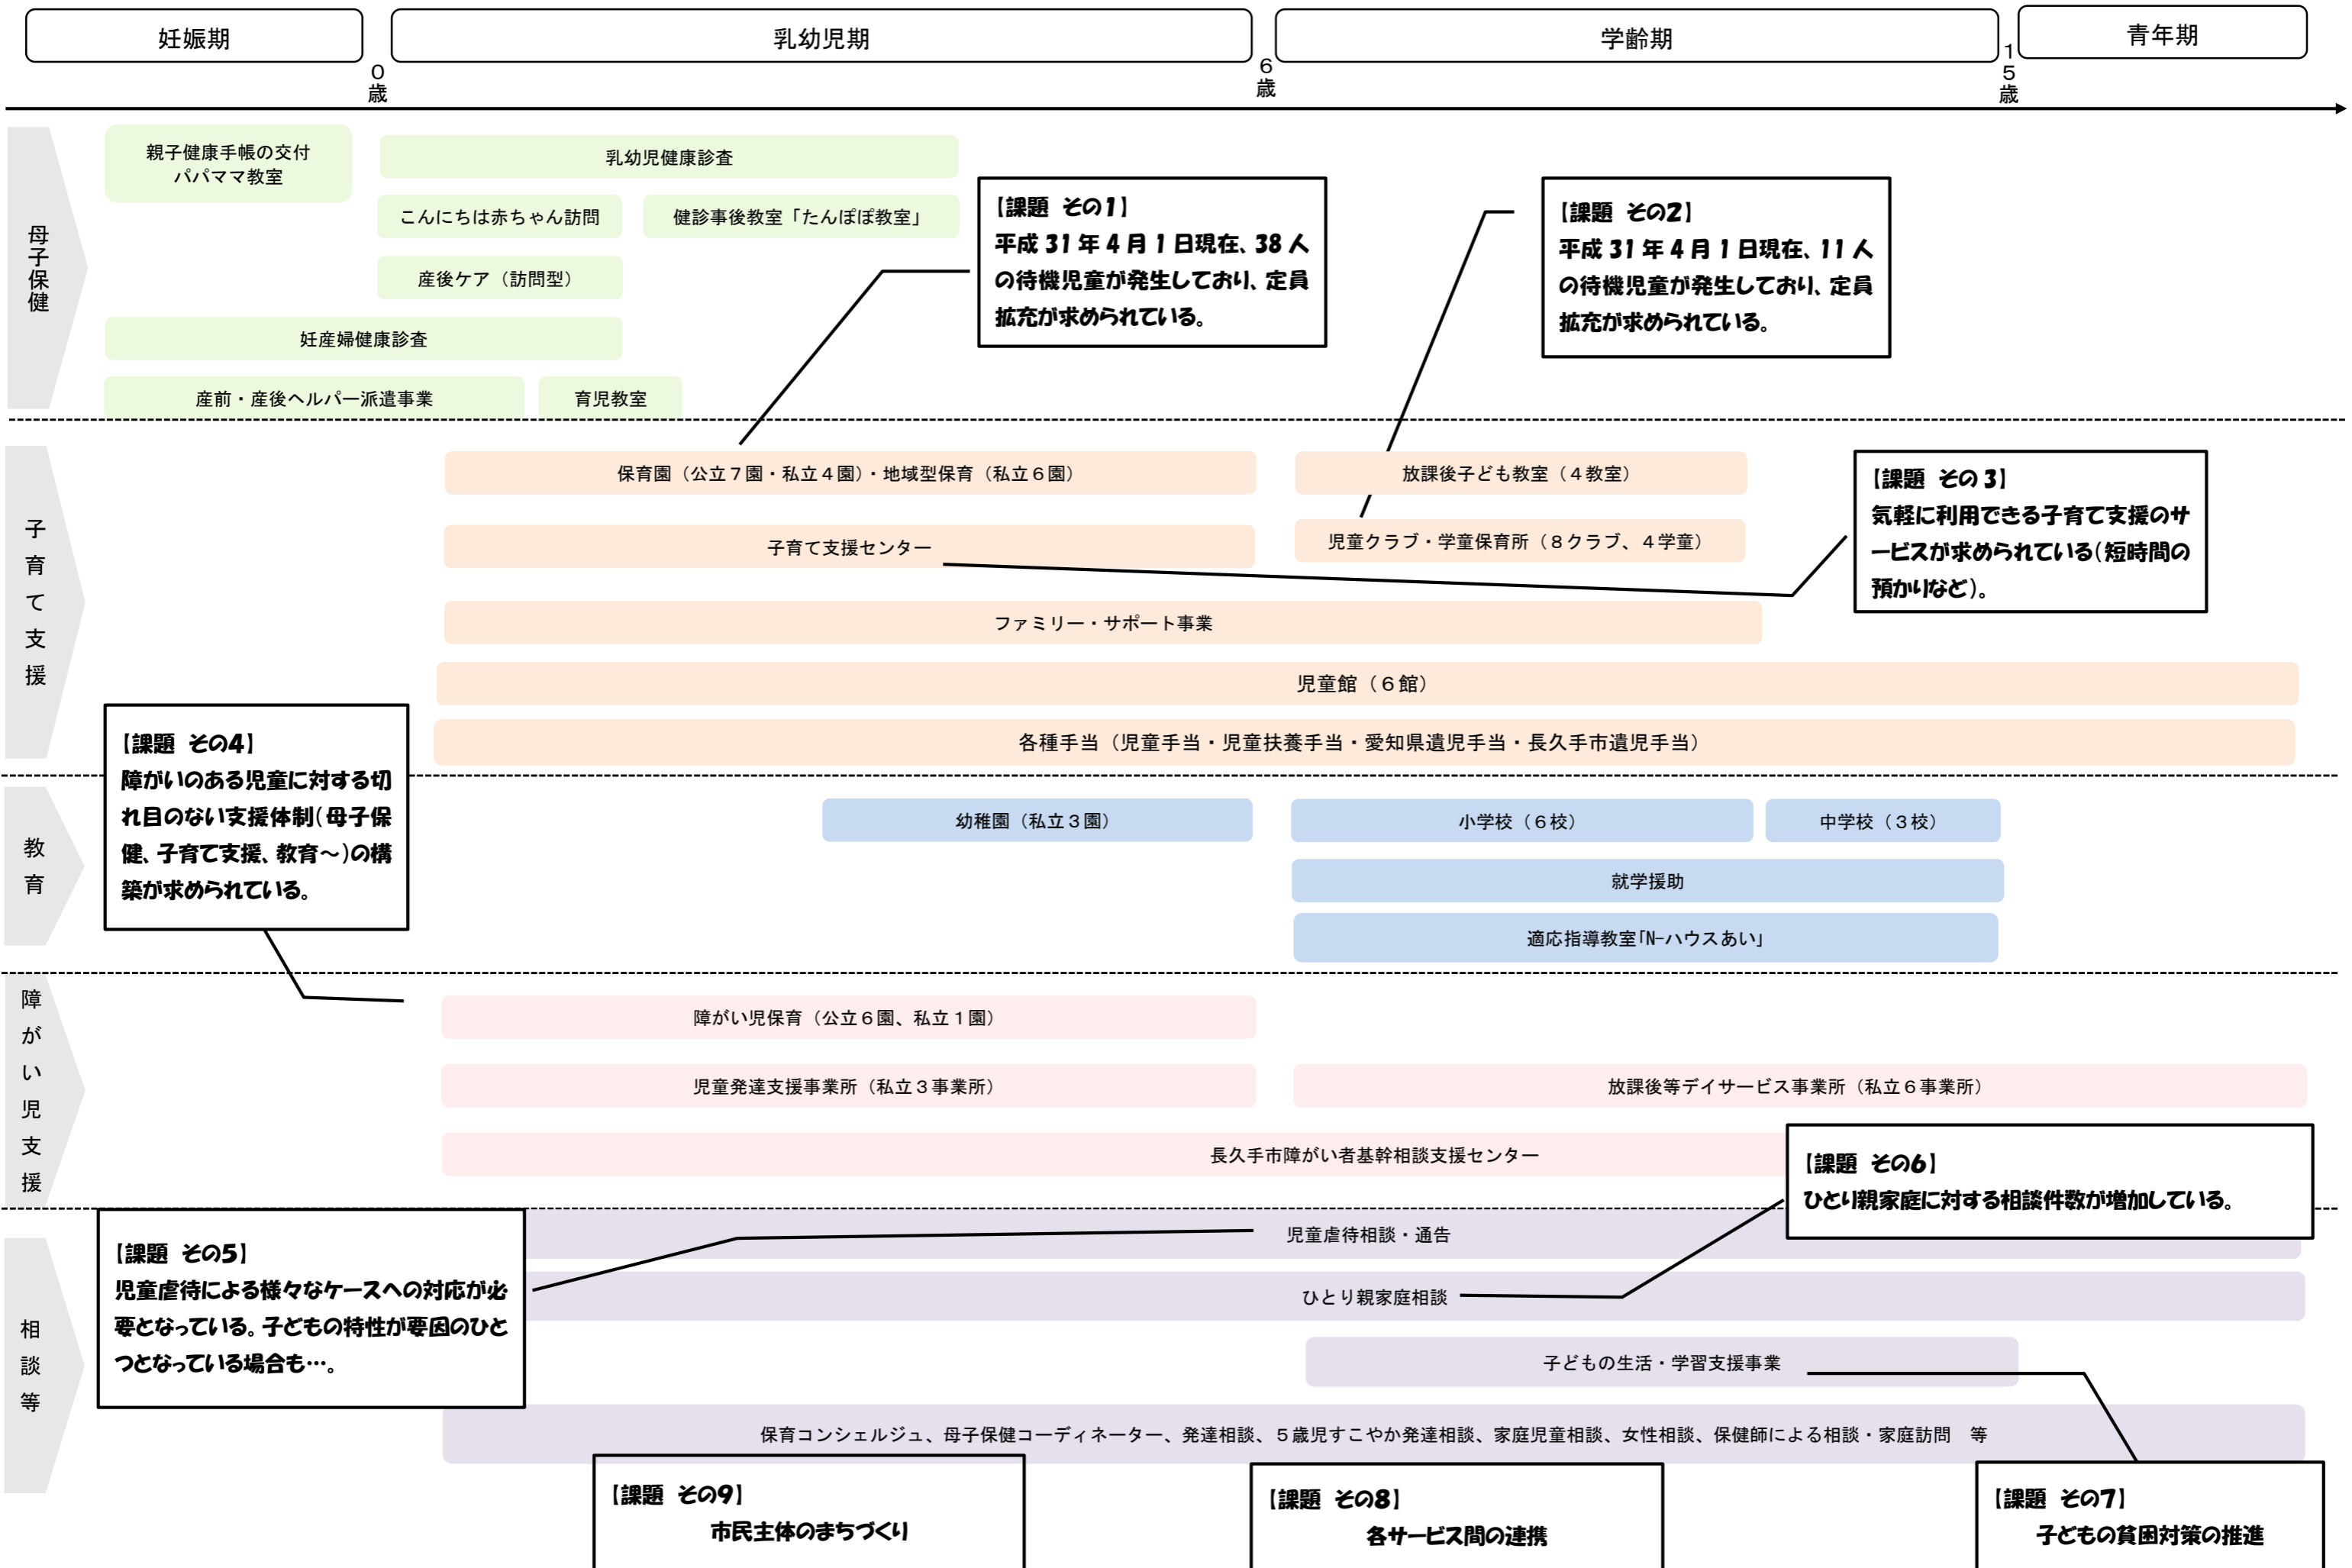 妊娠期
乳幼児期
学齢期
青年期
０歳
６歳
１５歳
母子保健
親子健康手帳の交付
パパママ教室
乳幼児健康診査
こんにちは赤ちゃん訪問
健診事後教室「たんぽぽ教室」
産後ケア（訪問型）
妊産婦健康診査
産前・産後ヘルパー派遣事業
育児教室
【課題 その1】
平成 31 年 4 月 1 日現在、38 人
の待機児童が発生しており、定員
拡充が求められている。
【課題 その2】
平成 31 年 4 月 1 日現在、11 人
の待機児童が発生しており、定員
拡充が求められている。
子育て支援
保育園（公立７園・私立４園）・地域型保育（私立６園）
放課後子ども教室（４教室）
子育て支援センター
児童クラブ・学童保育所（８クラブ、４学童）
【課題 その 3】
気軽に利用できる子育て支援のサ
ービスが求められている（短時間の
預かりなど）。
ファミリー・サポート事業
児童館（６館）
各種手当（児童手当・児童扶養手当・愛知県遺児手当・長久手市遺児手当）
【課題 その4】
障がいのある児童に対する切
れ目のない支援体制（母子保
健、子育て支援、教育～）の構
築が求められている。
教育
幼稚園（私立３園）
小学校（６校）
中学校（３校）
就学援助
適応指導教室「N-ハウスあい」
障がい児支援
障がい児保育（公立６園、私立１園）
児童発達支援事業所（私立３事業所）
放課後等デイサービス事業所（私立６事業所）
長久手市障がい者基幹相談支援センター
【課題 その6】
ひとり親家庭に対する相談件数が増加している。
相談等
【課題 その5】
児童虐待による様々なケースへの対応が必
要となっている。子どもの特性が要因のひと
つとなっている場合も…。
児童虐待相談・通告
ひとり親家庭相談
子どもの生活・学習支援事業
保育コンシェルジュ、母子保健コーディネーター、発達相談、５歳児すこやか発達相談、家庭児童相談、女性相談、保健師による相談・家庭訪問　等
【課題 その9】
市民主体のまちづくり
【課題 その8】
各サービス間の連携
【課題 その7】
子どもの貧困対策の推進